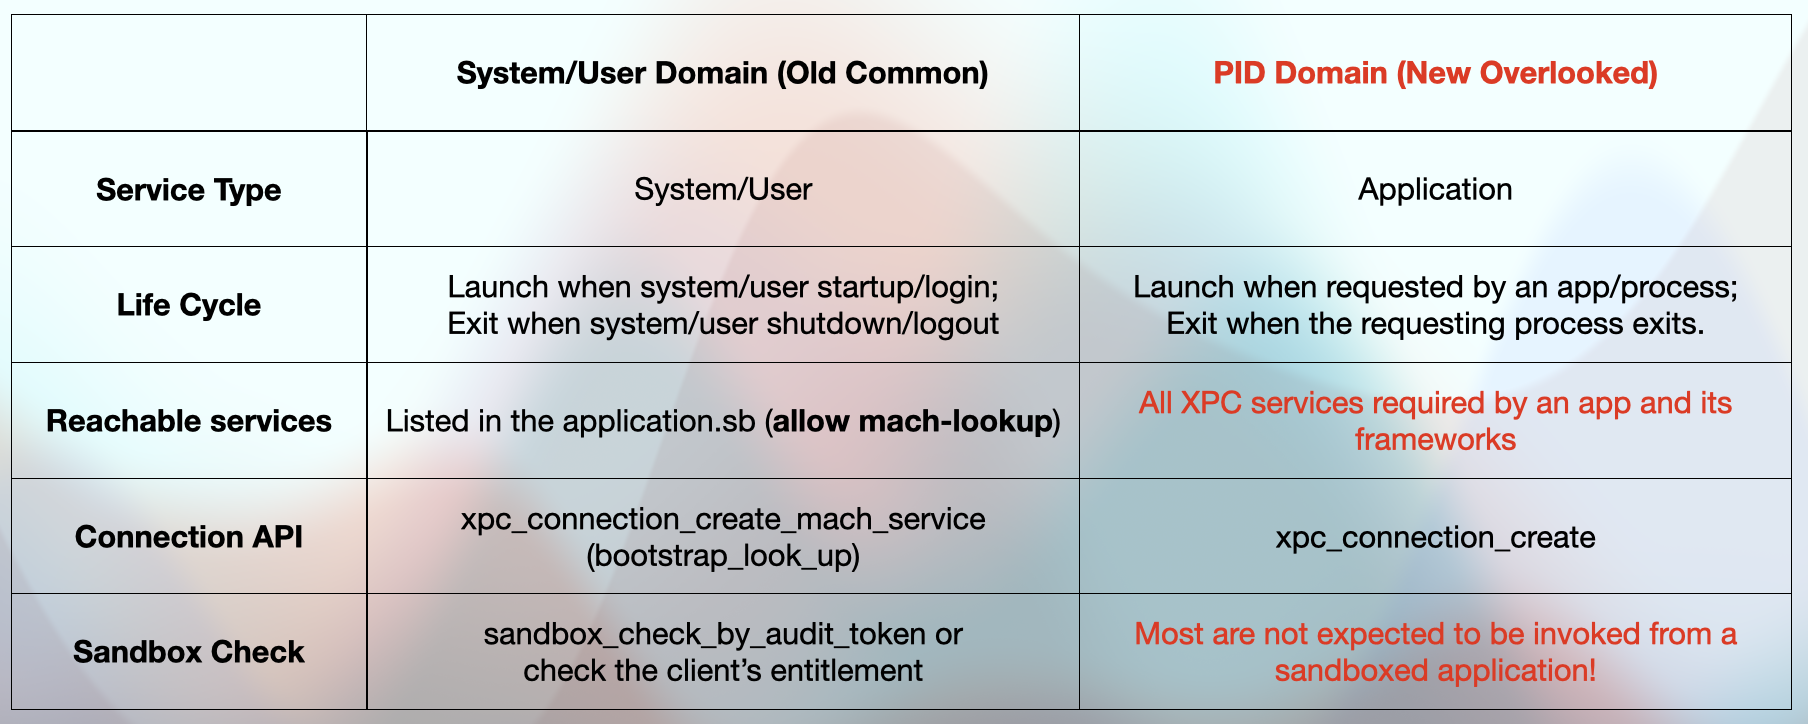 System/User Domain (Old Common)
PID Domain (New Overlooked)
Service Type
System/User
Application
Life Cycle
Launch when system/user startup/login;
Exit when system/user shutdown/logout
Launch when requested by an app/process;
Exit when the requesting process exits.
Reachable services
Listed in the application.sb (allow mach-lookup)
All XPC services required by an app and its
frameworks
Connection API
xpc_connection_create_mach_service
(bootstrap_look_up)
xpc_connection_create
Sandbox Check
sandbox_check_by_audit_token or
check the client’s entitlement
Most are not expected to be invoked from a
sandboxed application!